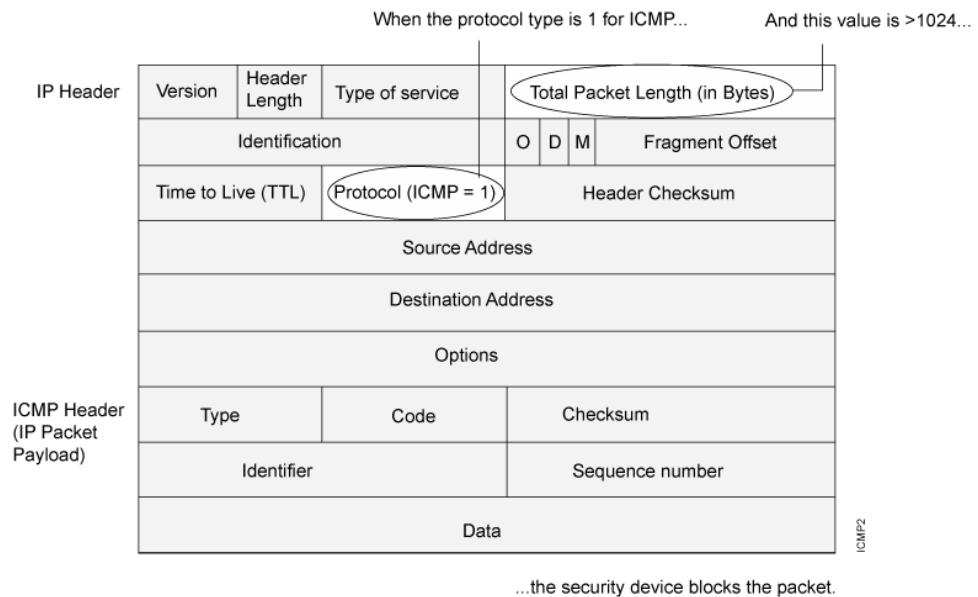 When the protocol type is 1 for ICMP...
And this value is >1024...
IP Header
Version
Header
Length
Type of service
Total Packet Length (in Bytes)
Identification
O
D
M
Fragment Offset
Time to Live (TTL)
Protocol (ICMP = 1)
Header Checksum
Source Address
Destination Address
Options
ICMP Header
(IP Packet
Payload)
Type
Code
Checksum
Identifier
Sequence number
Data
ICMP2
...the security device blocks the packet.